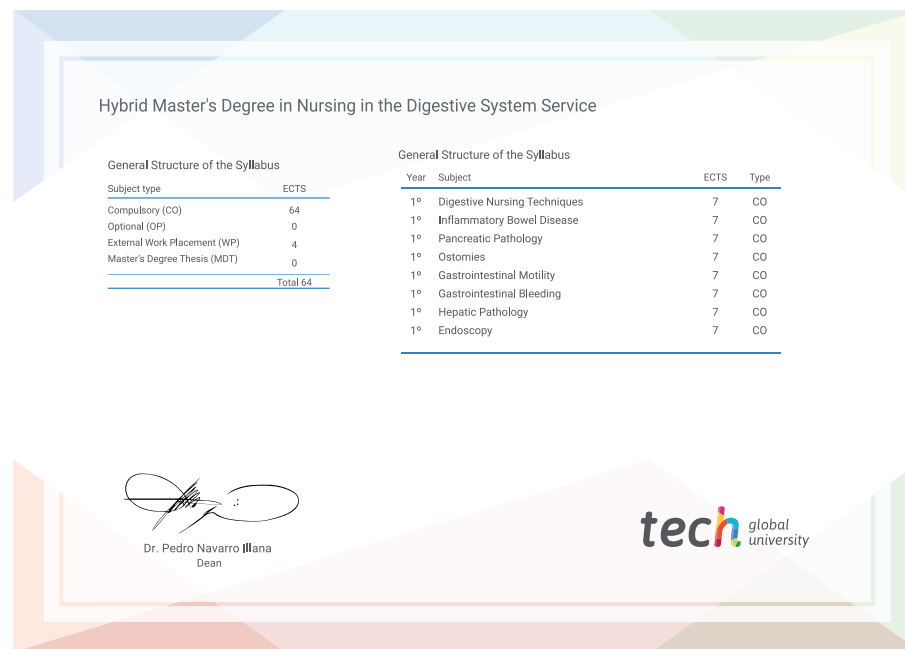 Hybrid Master's Degree in Nursing in the Digestive System Service
General Structure of the Syllabus
Subject type ECTS
Compulsory (CO) 64
Optional (OP) 0
External Work Placement (WP) 4
Master's Degree Thesis (MDT) 0
Total 64
General Structure of the Syllabus
Year Subject ECTS Type
1º Digestive Nursing Techniques 7 CO
1º Inflammatory Bowel Disease 7 CO
1º Pancreatic Pathology 7 CO
1º Ostomies 7 CO
1º Gastrointestinal Motility 7 CO
1º Gastrointestinal Bleeding 7 CO
1º Hepatic Pathology 7 CO
1º Endoscopy 7 CO
Dr. Pedro Navarro Illana
Dean
tech global university